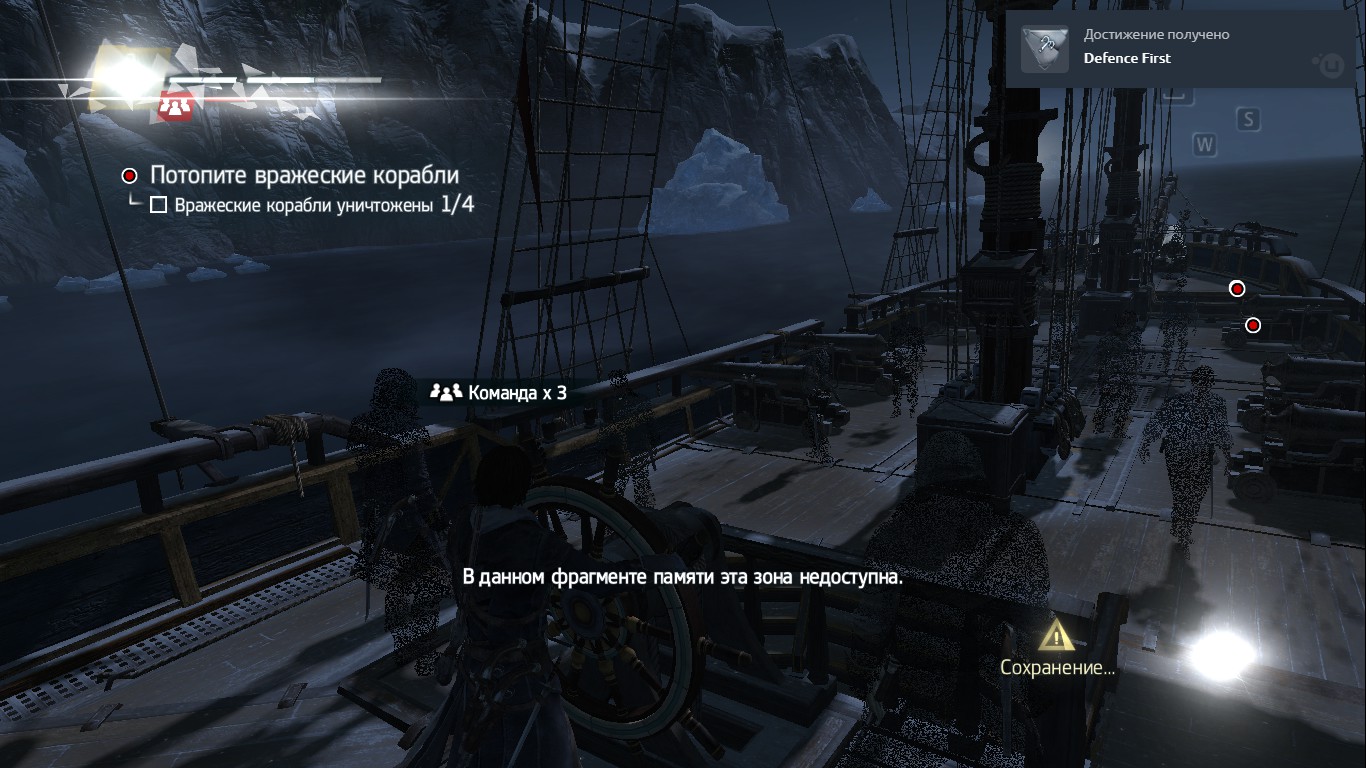 Достижение получено
Defence First
S
W
Потопите вражеские корабли
Вражеские корабли уничтожены 1/4
Команда x 3
В данном фрагменте памяти эта зона недоступна.
Сохранение...